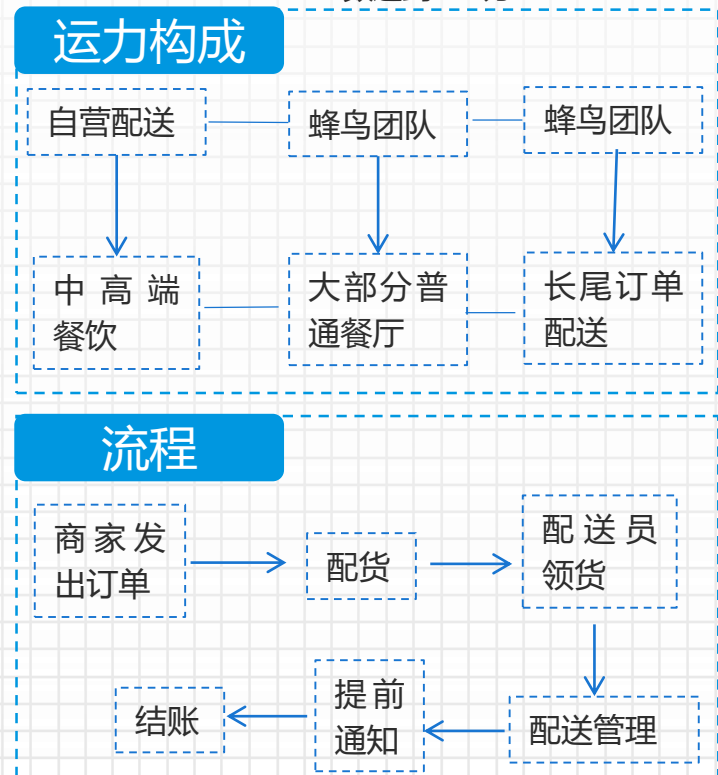 运力构成
自营配送
蜂鸟团队
蜂鸟团队
中高端
餐饮
大部分普
通餐厅
长尾订单
配送
流程
商家发
出订单
配货
配送员
领货
配送管理
提前
通知
结账